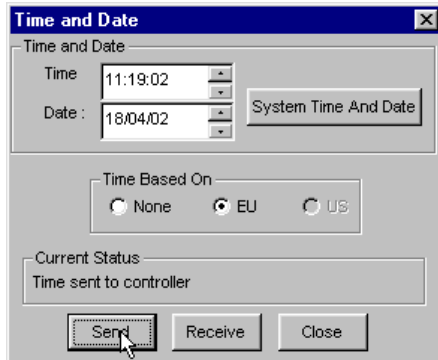 Time and Date
Time and Date
Time
11:19:02
Date :
18/04/02
System Time And Date
Time Based On
None
EU
US
Current Status
Time sent to controller
Send
Receive
Close